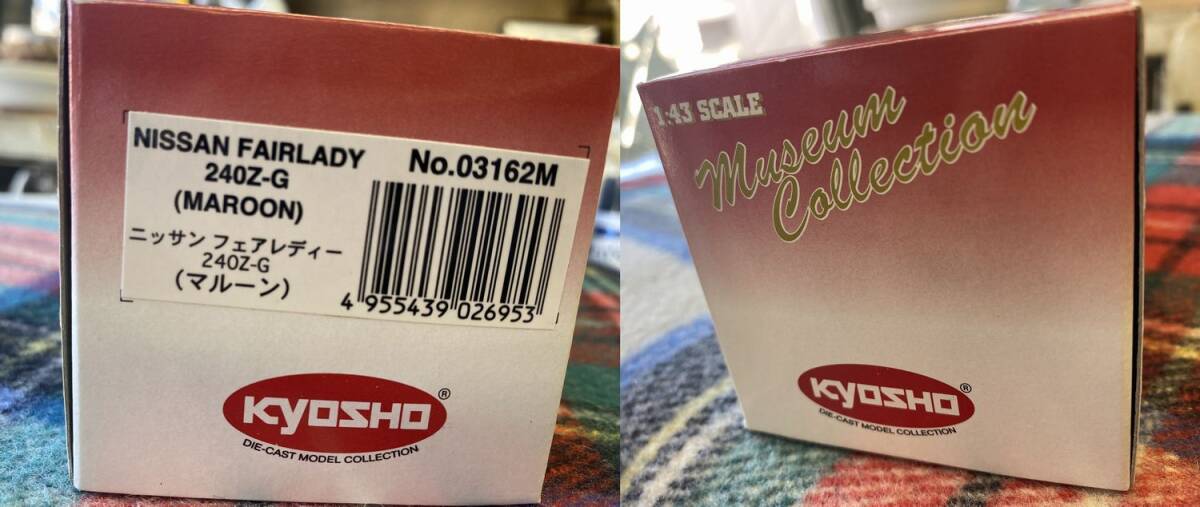 NISSAN FAIRLADY
240Z-G
(MAROON)
ニッサン フェアレディー
240Z-G
(マルーン)
No.03162M
4 955439 026953
KYOSHO®
DIE-CAST MODEL COLLECTION
1:43 SCALE
Museum
Collection
KYOSHO®
DIE-CAST MODEL COLLECTION